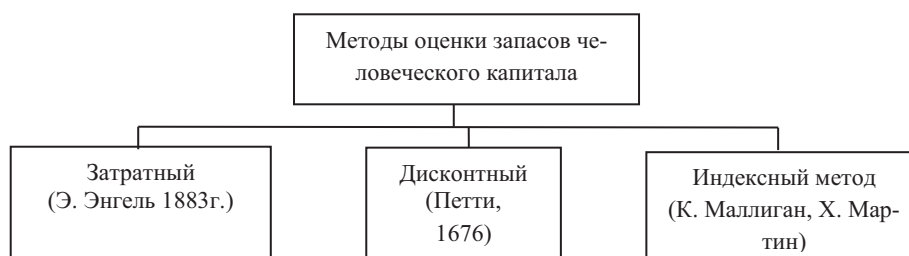 Методы оценки запасов че-
ловеческого капитала
Затратный
(Э. Энгель 1883г.)
Дисконтный
(Петти,
1676)
Индексный метод
(К. Маллиган, Х. Мар-
тин)